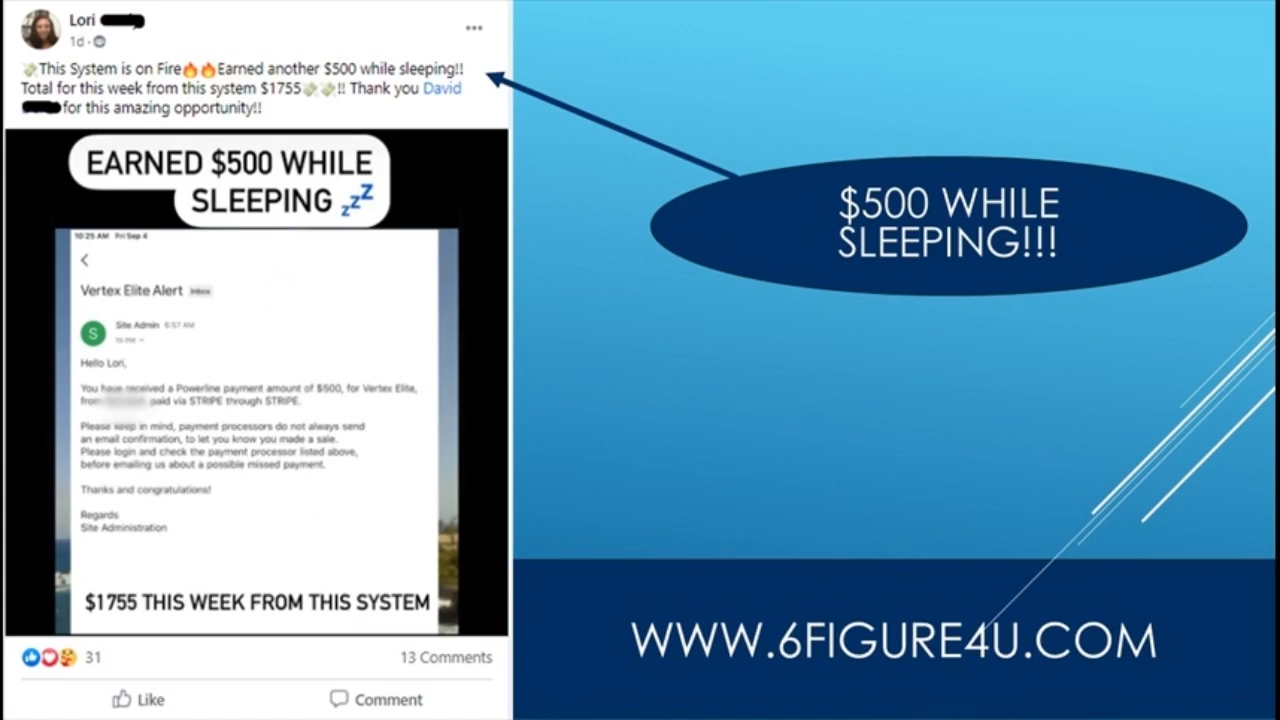 Lori
1d
💸This System is on Fire🔥🔥Earned another $500 while sleeping!!
Total for this week from this system $1755💸💸!! Thank you David
for this amazing opportunity!!
EARNED $500 WHILE
SLEEPING 💤
10:25 AM Fri Sep 4
Vertex Elite Alert Inbox
S
Site Admin 6:57 AM
to me
Hello Lori,
You have received a Powerline payment amount of $500, for Vertex Elite,
from paid via STRIPE through STRIPE.
Please keep in mind, payment processors do not always send
an email confirmation, to let you know you made a sale.
Please login and check the payment processor listed above,
before emailing us about a possible missed payment.
Thanks and congratulations!
Regards
Site Administration
$1755 THIS WEEK FROM THIS SYSTEM
31
13 Comments
Like
Comment
$500 WHILE
SLEEPING!!!
WWW.6FIGURE4U.COM